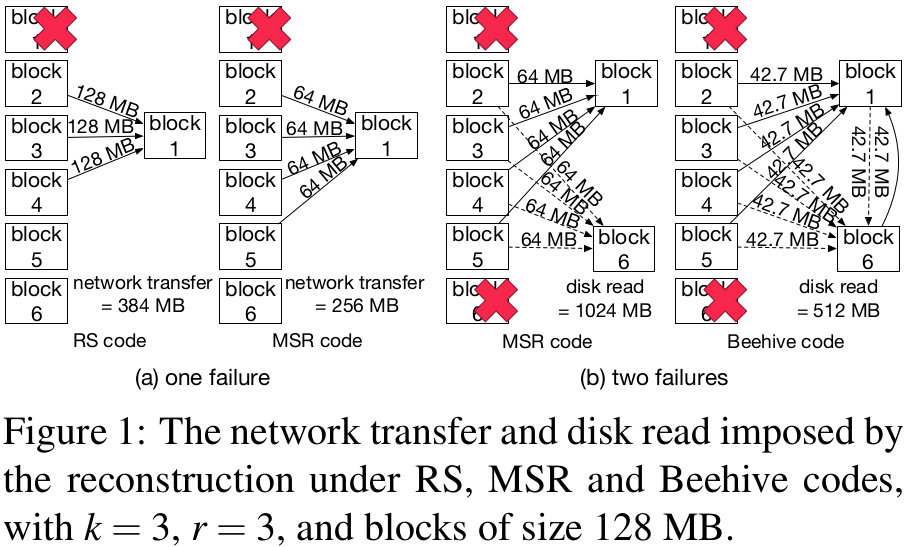 block 1
block 2
block 3
block 4
block 5
block 6
128 MB
128 MB
128 MB
block 1
network transfer
= 384 MB
RS code
block 1
block 2
block 3
block 4
block 5
block 6
64 MB
64 MB
64 MB
64 MB
block 1
network transfer
= 256 MB
MSR code
(a) one failure
block 1
block 2
block 3
block 4
block 5
block 6
64 MB
64 MB
64 MB
64 MB
64 MB
64 MB
64 MB
64 MB
block 1
block 6
disk read
= 1024 MB
MSR code
block 1
block 2
block 3
block 4
block 5
block 6
42.7 MB
42.7 MB
42.7 MB
42.7 MB
42.7 MB
42.7 MB
42.7 MB
42.7 MB
42.7 MB
42.7 MB
block 1
block 6
disk read
= 512 MB
Beehive code
(b) two failures
Figure 1: The network transfer and disk read imposed by
the reconstruction under RS, MSR and Beehive codes,
with k = 3, r = 3, and blocks of size 128 MB.